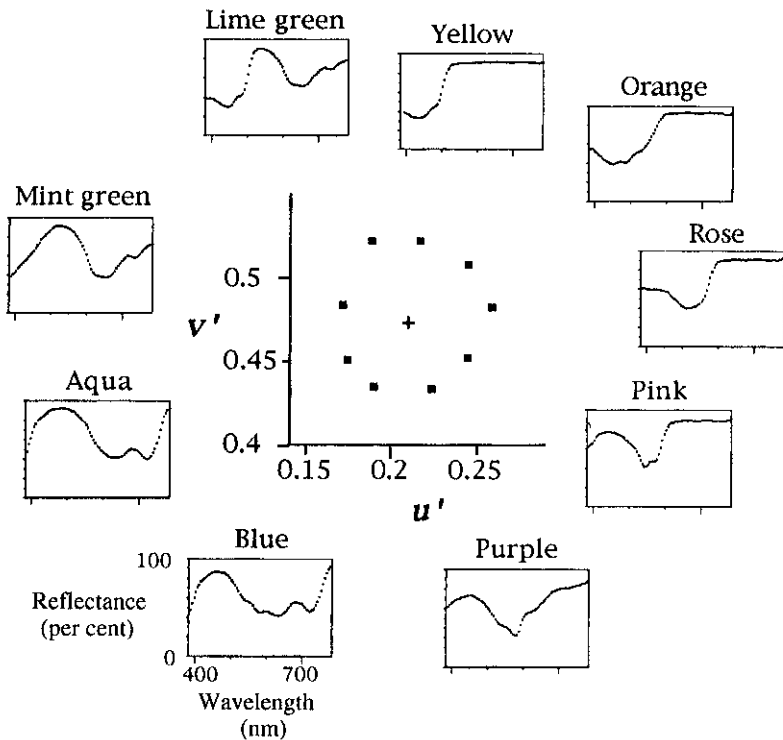 Lime green
Yellow
Orange
Mint green
Rose
0.5
v'
0.45
Aqua
Pink
0.4
0.15 0.2 0.25
u'
Blue
Purple
100
Reflectance
(per cent)
0
400 700
Wavelength
(nm)